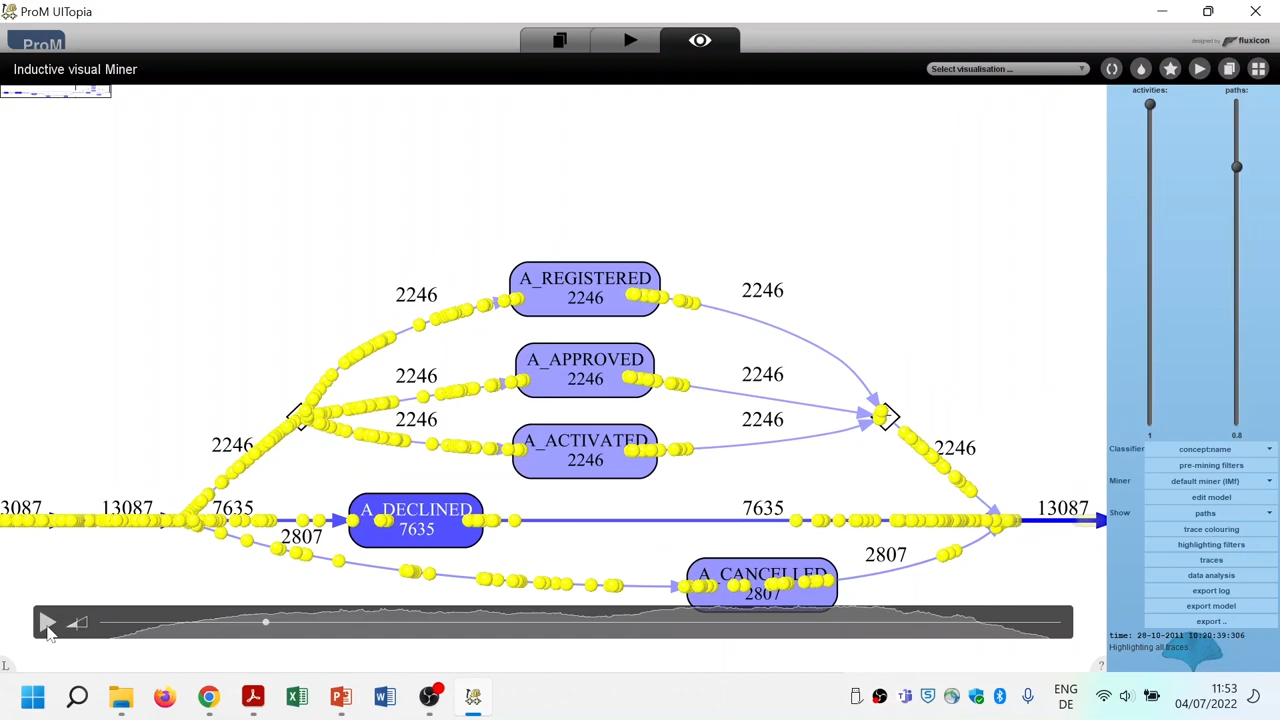 ProM UITopia
ProM
designed by fluxicon
Inductive visual Miner
Select visualisation ...
activities:
paths:
2246
A_REGISTERED
2246
2246
2246
A_APPROVED
2246
2246
2246
A_ACTIVATED
2246
2246
2246
2246
3087
13087
7635
A_DECLINED
7635
7635
13087
2807
A_CANCELLED
2807
2807
1
0.8
Classifier
concept:name
pre-mining filters
Miner
default miner (IMf)
edit model
Show
paths
trace colouring
highlighting filters
traces
data analysis
export log
export model
export ..
time: 28-10-2011 10:20:39:306
Highlighting all traces.
L
?
ENG
DE
11:53
04/07/2022